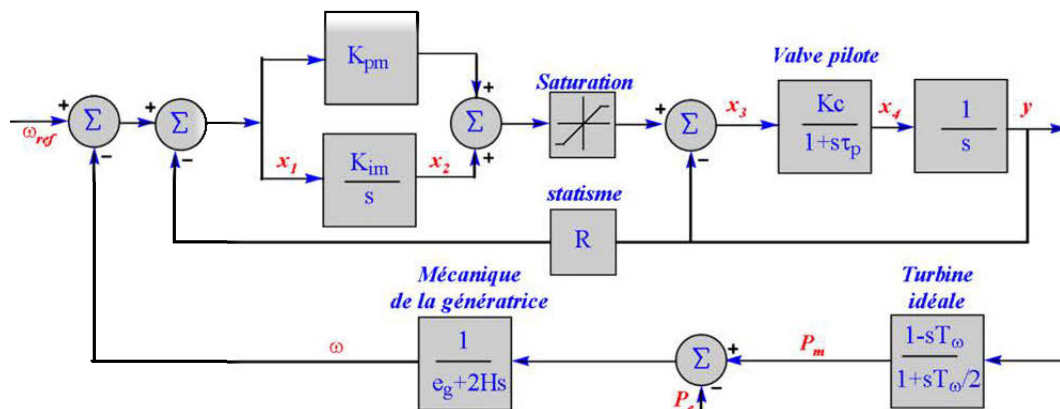 K_pm
Saturation
Valve pilote
+
+
+
ω_ref
Σ
−
Σ
−
x_1
K_im
s
x_2
Σ
+
+
Σ
−
x_3
Kc
1+sτ_p
x_4
1
s
y
statisme
R
Mécanique
de la génératrice
Turbine
idéale
ω
1
e_g+2Hs
Σ
+
−
P_m
1-sT_ω
1+sT_ω/2